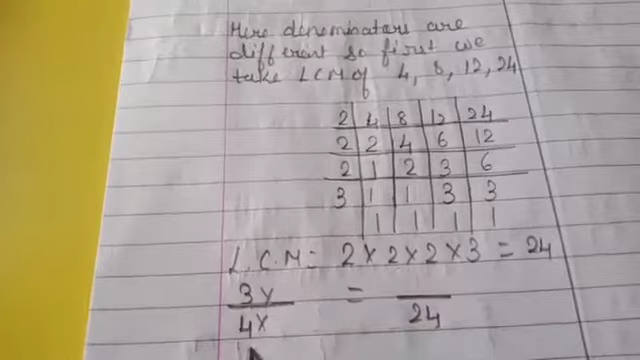 Here denominators are
different so first we
take LCM of 4, 8, 12, 24
2 4 8 12 24
2 2 4 6 12
2 1 2 3 6
3 1 1 3 3
1 1 1 1
L.C.M = 2 × 2 × 2 × 3 = 24
3× = 
4× 24